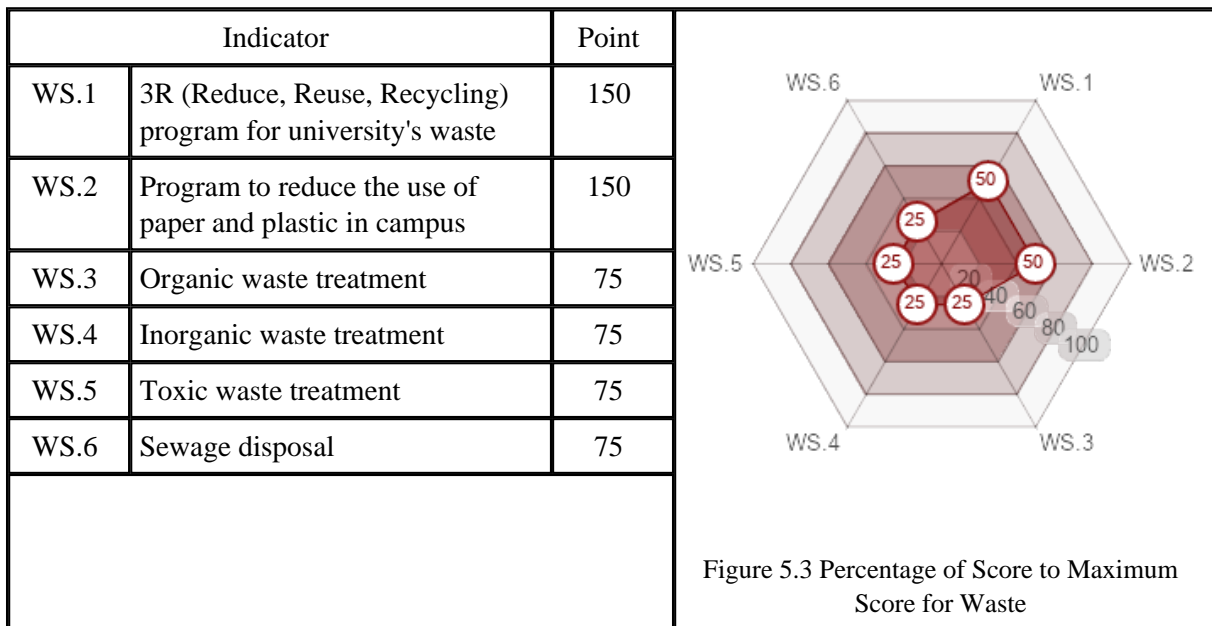 Indicator Point
WS.1 3R (Reduce, Reuse, Recycling) 150
program for university's waste
WS.2 Program to reduce the use of 150
paper and plastic in campus
WS.3 Organic waste treatment 75
WS.4 Inorganic waste treatment 75
WS.5 Toxic waste treatment 75
WS.6 Sewage disposal 75
WS.6 WS.1
50
25
WS.5 25 50 WS.2
20
25 25 40
60
80
100
WS.4 WS.3
Figure 5.3 Percentage of Score to Maximum
Score for Waste